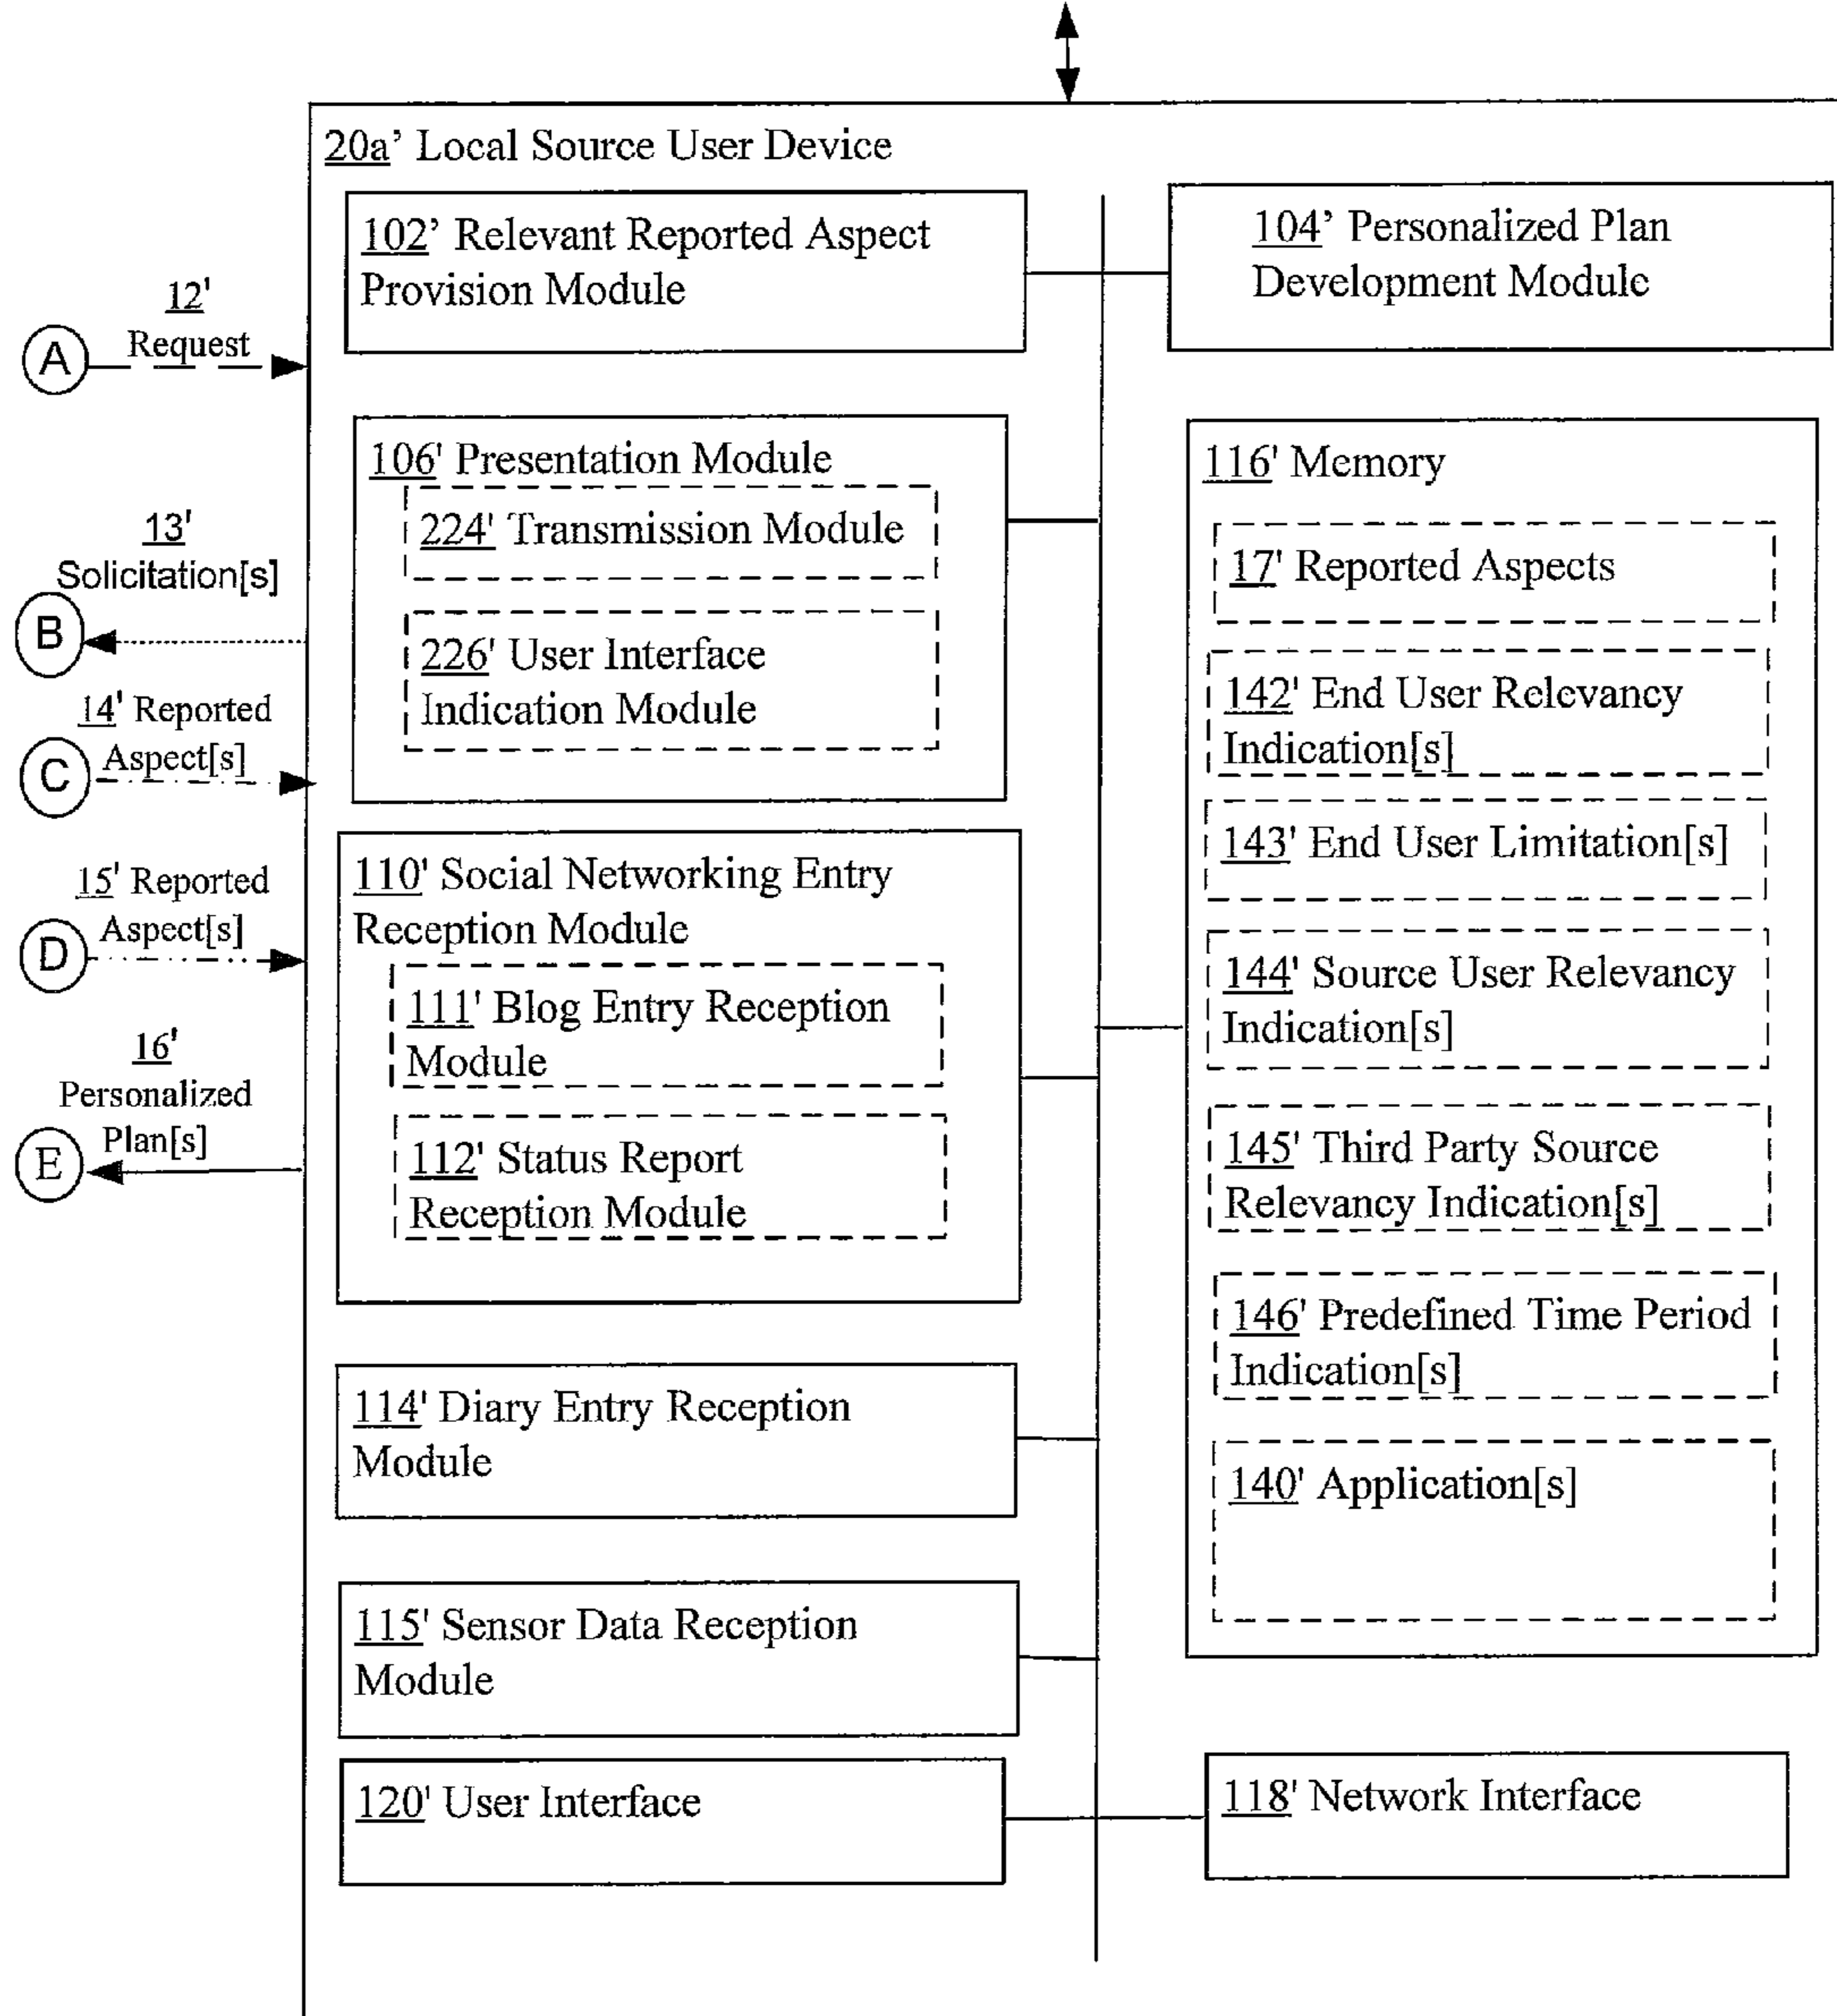 20a’ Local Source User Device
102’ Relevant Reported Aspect
Provision Module
104’ Personalized Plan
Development Module
12'
Request
A
106' Presentation Module
224' Transmission Module
226' User Interface
Indication Module
13'
Solicitation[s]
B
14' Reported
Aspect[s]
C
15' Reported
Aspect[s]
D
16'
Personalized
Plan[s]
E
110' Social Networking Entry
Reception Module
111' Blog Entry Reception
Module
112' Status Report
Reception Module
114' Diary Entry Reception
Module
115' Sensor Data Reception
Module
120' User Interface
116' Memory
17' Reported Aspects
142' End User Relevancy
Indication[s]
143' End User Limitation[s]
144' Source User Relevancy
Indication[s]
145' Third Party Source
Relevancy Indication[s]
146' Predefined Time Period
Indication[s]
140' Application[s]
118' Network Interface